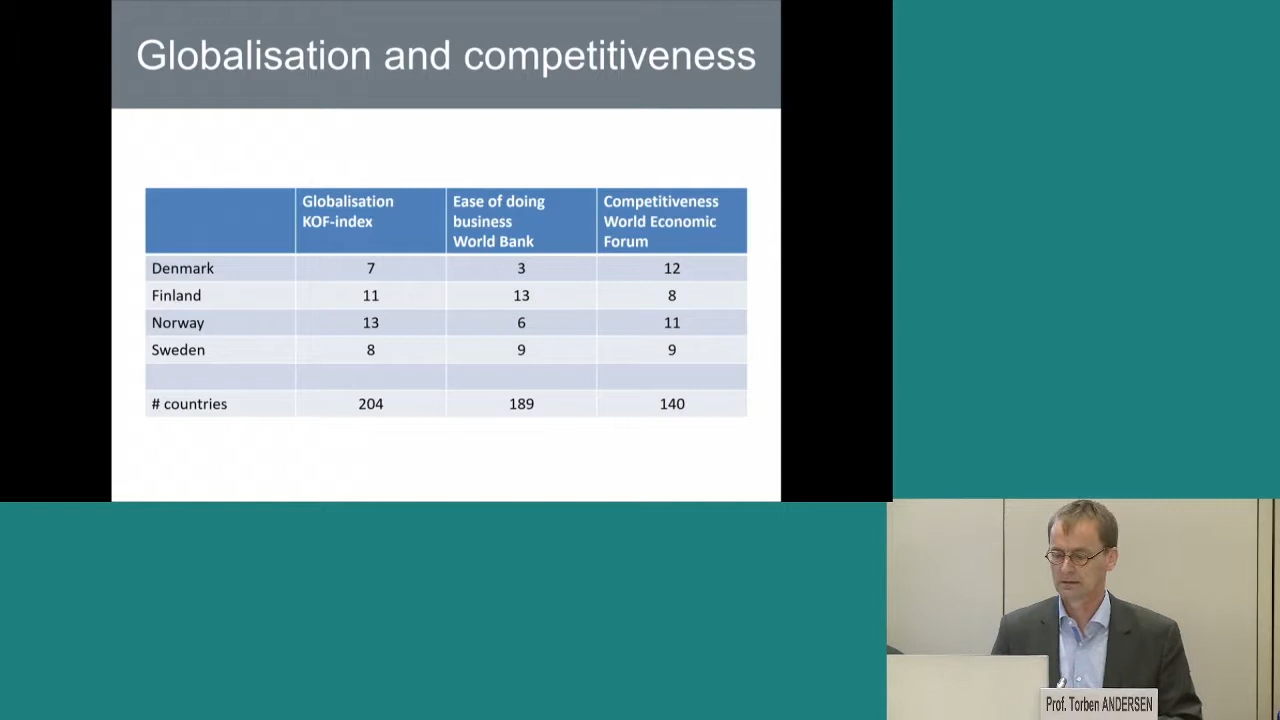 Globalisation and competitiveness
Globalisation KOF-index
Ease of doing business World Bank
Competitiveness World Economic Forum
Denmark 7 3 12
Finland 11 13 8
Norway 13 6 11
Sweden 8 9 9
# countries 204 189 140
Prof. Torben ANDERSEN